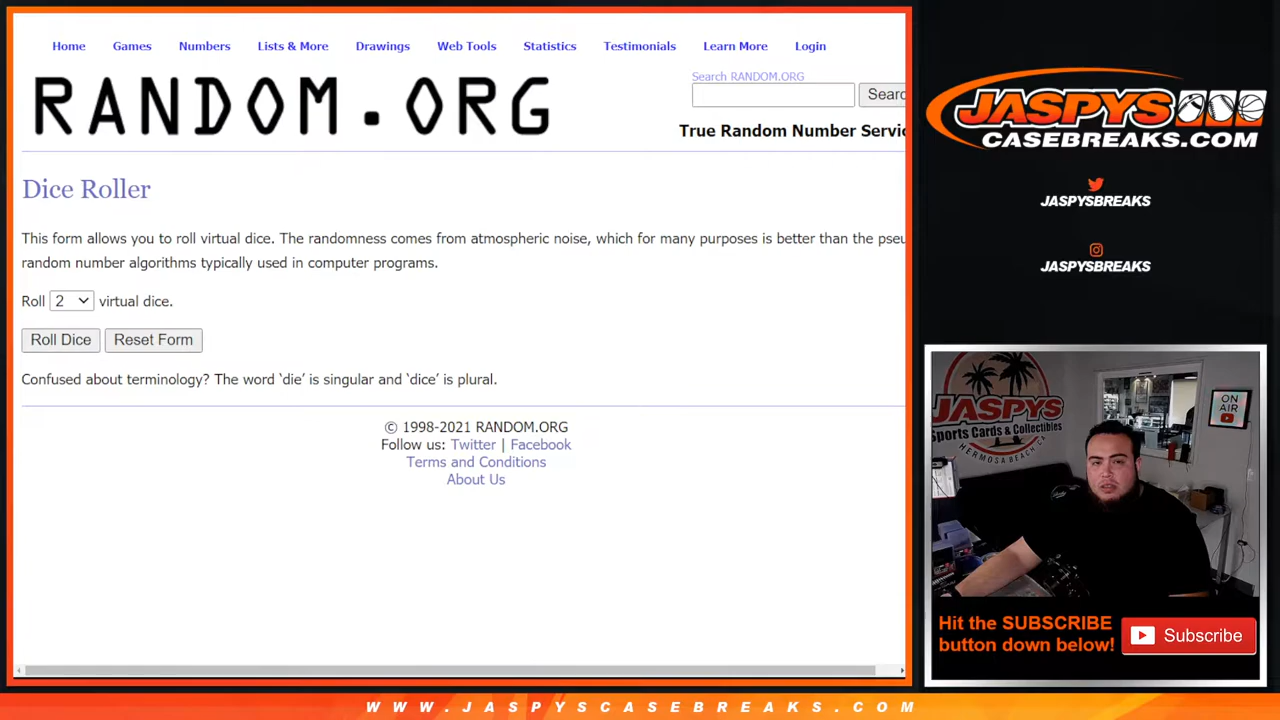 Home Games Numbers Lists & More Drawings Web Tools Statistics Testimonials Learn More Login
RANDOM.ORG
Search RANDOM.ORG
Searc
True Random Number Servic
Dice Roller
This form allows you to roll virtual dice. The randomness comes from atmospheric noise, which for many purposes is better than the pseu
random number algorithms typically used in computer programs.
Roll 2 virtual dice.
Roll Dice Reset Form
Confused about terminology? The word ‘die’ is singular and ‘dice’ is plural.
© 1998-2021 RANDOM.ORG
Follow us: Twitter | Facebook
Terms and Conditions
About Us
JASPYS
CASEBREAKS.COM
JASPYSBREAKS
JASPYSBREAKS
JASPYS
Sports Cards & Collectibles
HERMOSA BEACH CA
ON
AIR
Hit the SUBSCRIBE
button down below!
Subscribe
WWW.JASPYSCASEBREAKS.COM